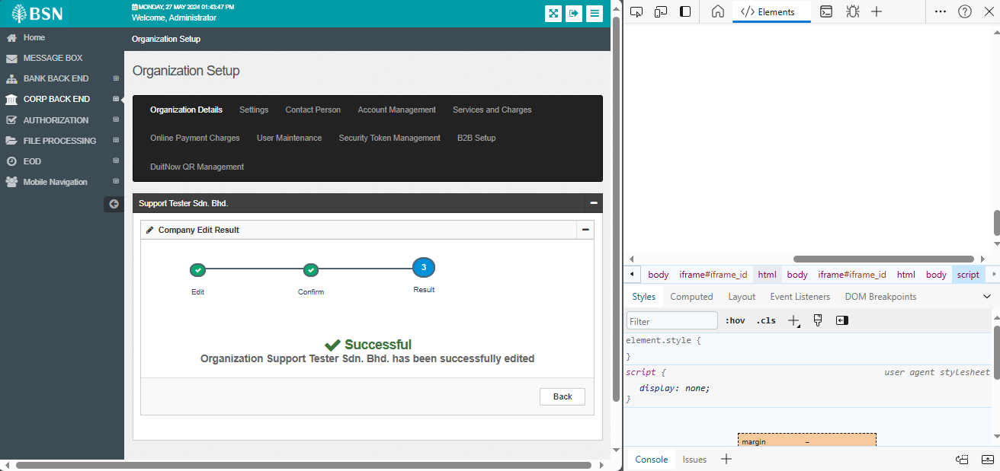 BSN
MONDAY, 27 MAY 2024 01:43:47 PM
Welcome, Administrator
Home
MESSAGE BOX
BANK BACK END
CORP BACK END
AUTHORIZATION
FILE PROCESSING
EOD
Mobile Navigation
Organization Setup
Organization Setup
Organization Details Settings Contact Person Account Management Services and Charges
Online Payment Charges User Maintenance Security Token Management B2B Setup
DuitNow QR Management
Support Tester Sdn. Bhd.
Company Edit Result
3
Edit Confirm Result
Successful
Organization Support Tester Sdn. Bhd. has been successfully edited
Back
</> Elements
body iframe#iframe_id html body iframe#iframe_id html body script
Styles Computed Layout Event Listeners DOM Breakpoints
Filter :hov .cls
element.style {
}
script { user agent stylesheet
display: none;
}
margin –
Console Issues